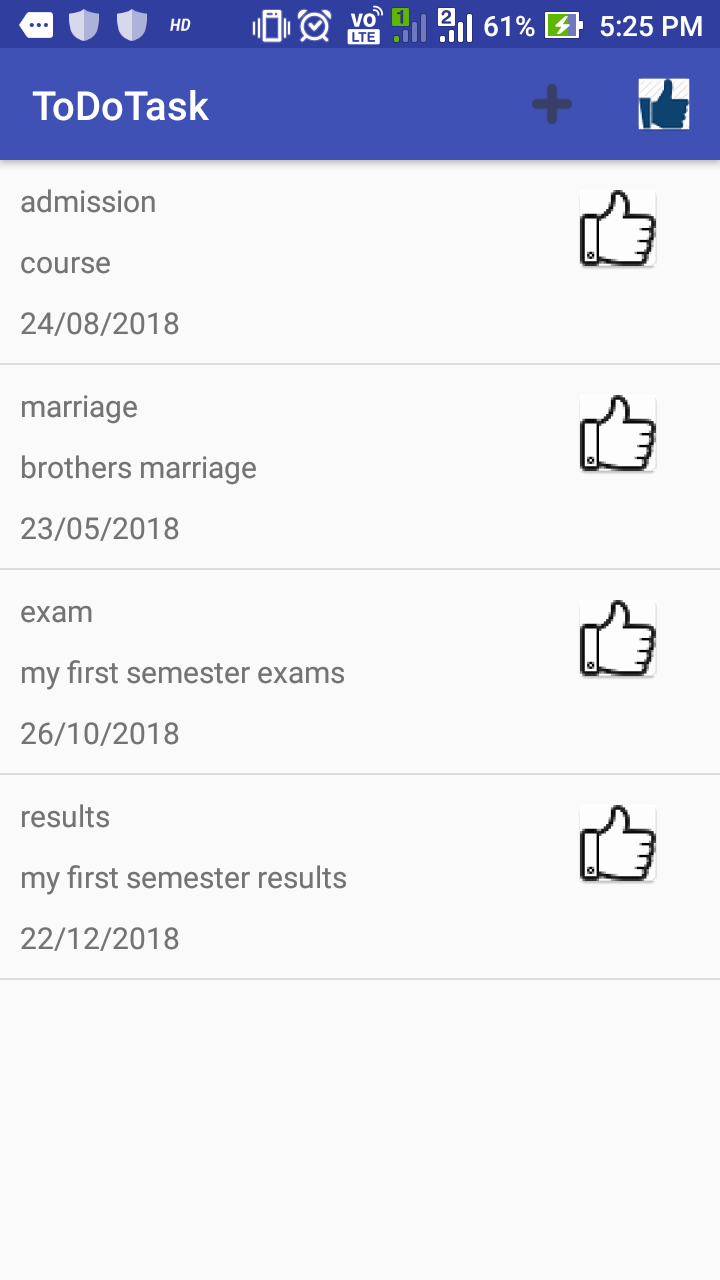 HD VO LTE 1 2 61% 5:25 PM
ToDoTask
admission
course
24/08/2018
marriage
brothers marriage
23/05/2018
exam
my first semester exams
26/10/2018
results
my first semester results
22/12/2018